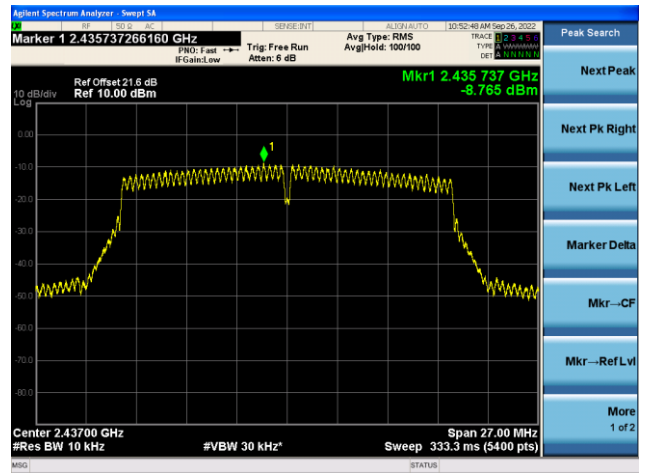 Agilent Spectrum Analyzer - Swept SA
RF 50 Ω AC SENSE:INT ALIGN AUTO 10:52:48 AM Sep 26, 2022
Marker 1 2.435737266160 GHz
PNO: Fast
IFGain:Low
Trig: Free Run
Atten: 6 dB
Avg Type: RMS
Avg|Hold: 100/100
TRACE 1 2 3 4 5 6
TYPE A WWWWW
DET A N N N N N
Peak Search
Mkr1 2.435 737 GHz
-8.765 dBm
Ref Offset 21.6 dB
Ref 10.00 dBm
10 dB/div
Log
0.00
-10.0
-20.0
-30.0
-40.0
-50.0
-60.0
-70.0
-80.0
1
Center 2.43700 GHz
Span 27.00 MHz
#Res BW 10 kHz
#VBW 30 kHz*
Sweep 333.3 ms (5400 pts)
Next Peak
Next Pk Right
Next Pk Left
Marker Delta
Mkr→CF
Mkr→Ref Lvl
More
1 of 2
MSG
STATUS